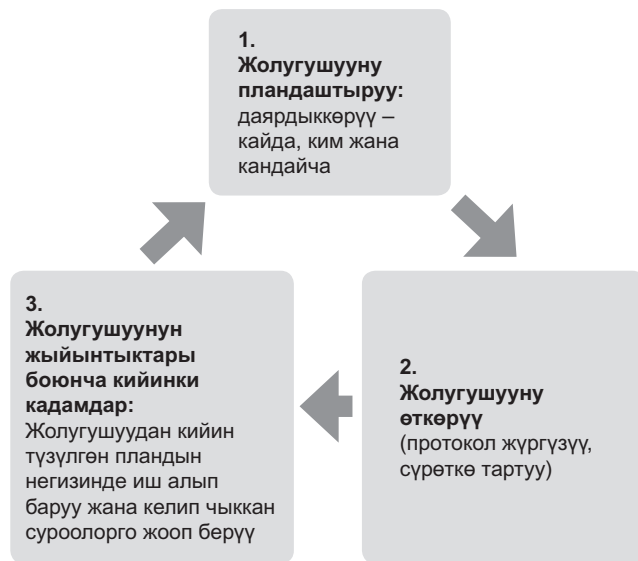 1.
Жолугушууну
пландаштыруу:
даярдыккөрүү –
кайда, ким жана
кандайча
2.
Жолугушууну
өткөрүү
(протокол жүргүзүү,
сүрөткө тартуу)
3.
Жолугушуунун
жыйынтыктары
боюнча кийинки
кадамдар:
Жолугушуудан кийин
түзүлгөн пландын
негизинде иш алып
баруу жана келип чыккан
суроолорго жооп берүү